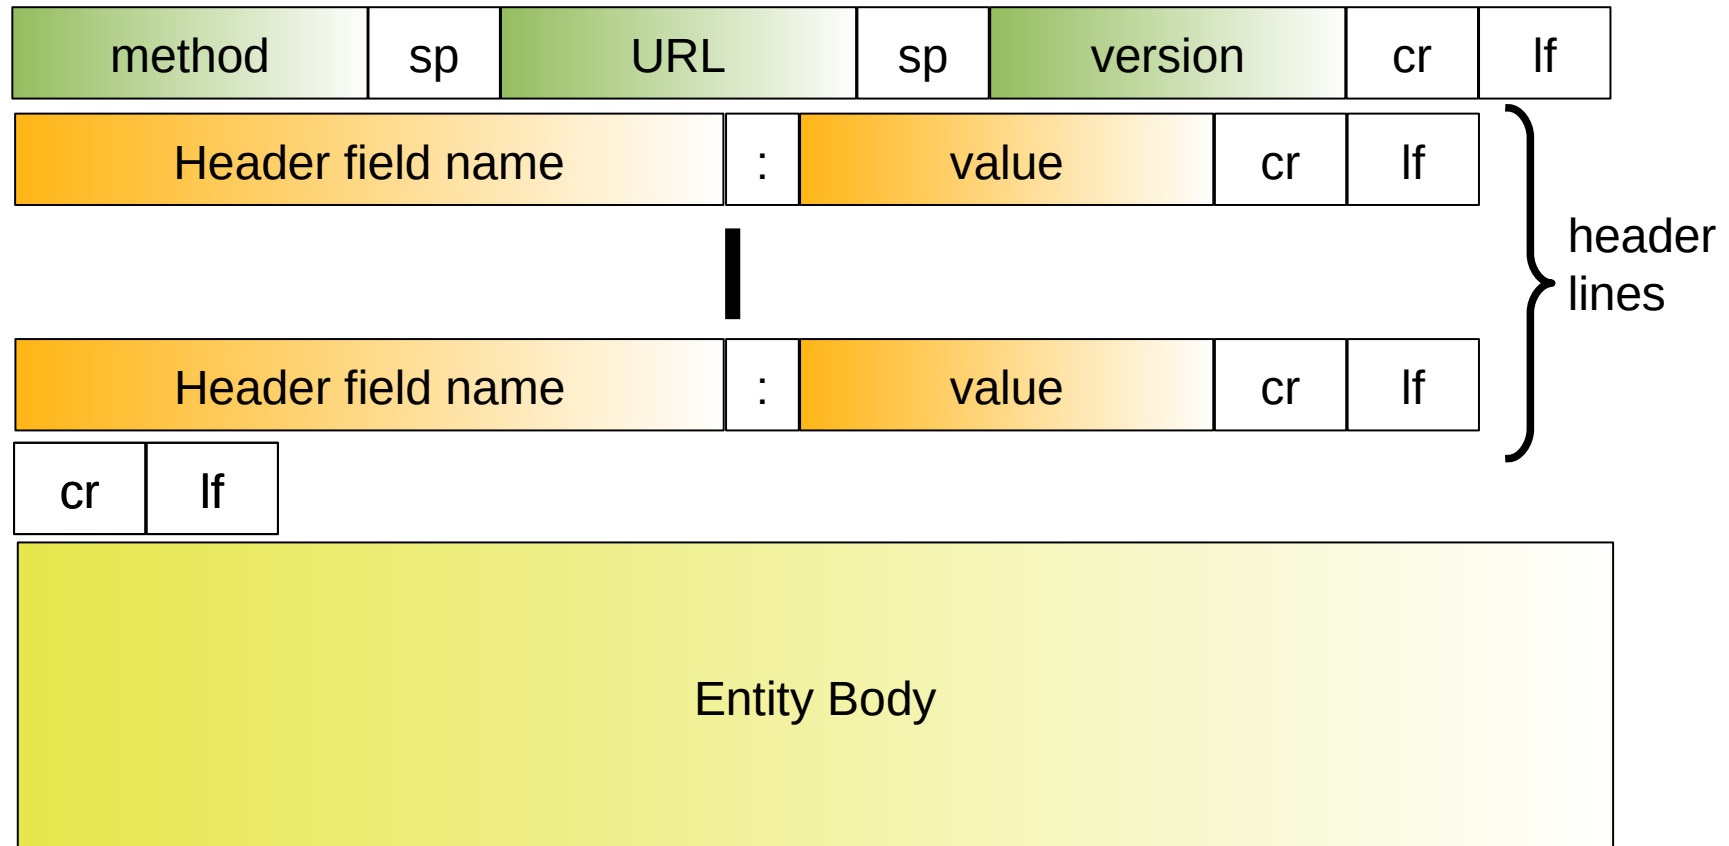 method sp URL sp version cr lf
Header field name : value cr lf
header
lines
Header field name : value cr lf
cr lf
Entity Body